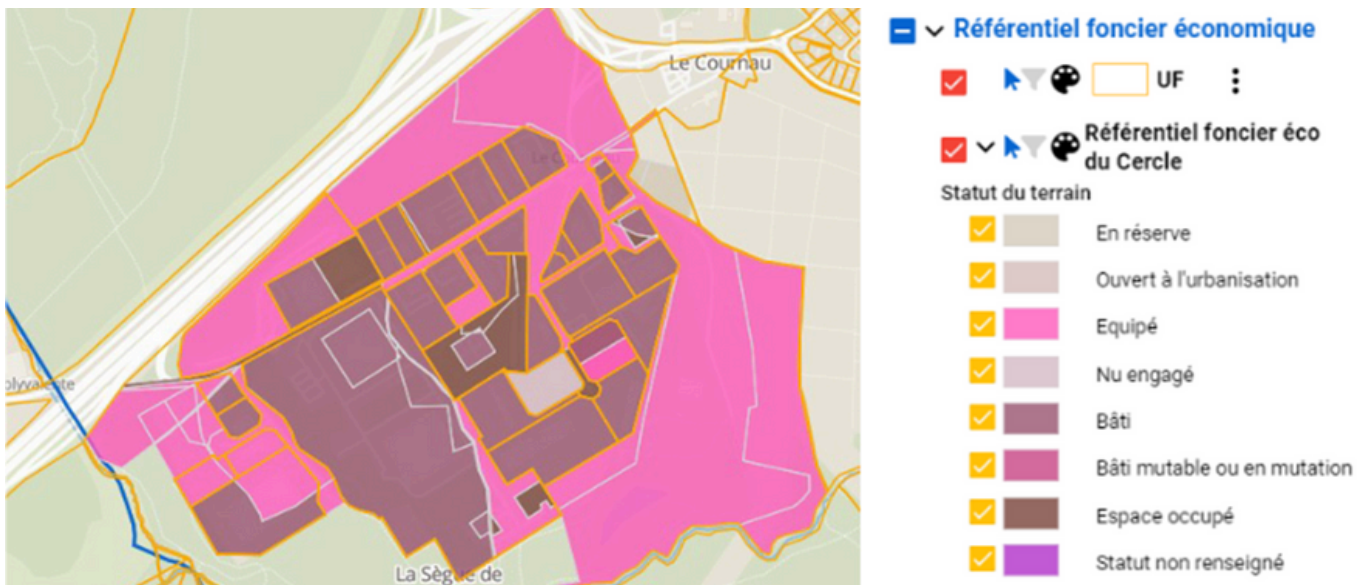 Le Cournau
Le C
olyvalente
La Sègue de
Référentiel foncier économique
UF
Référentiel foncier éco
du Cercle
Statut du terrain
En réserve
Ouvert à l'urbanisation
Equipé
Nu engagé
Bâti
Bâti mutable ou en mutation
Espace occupé
Statut non renseigné